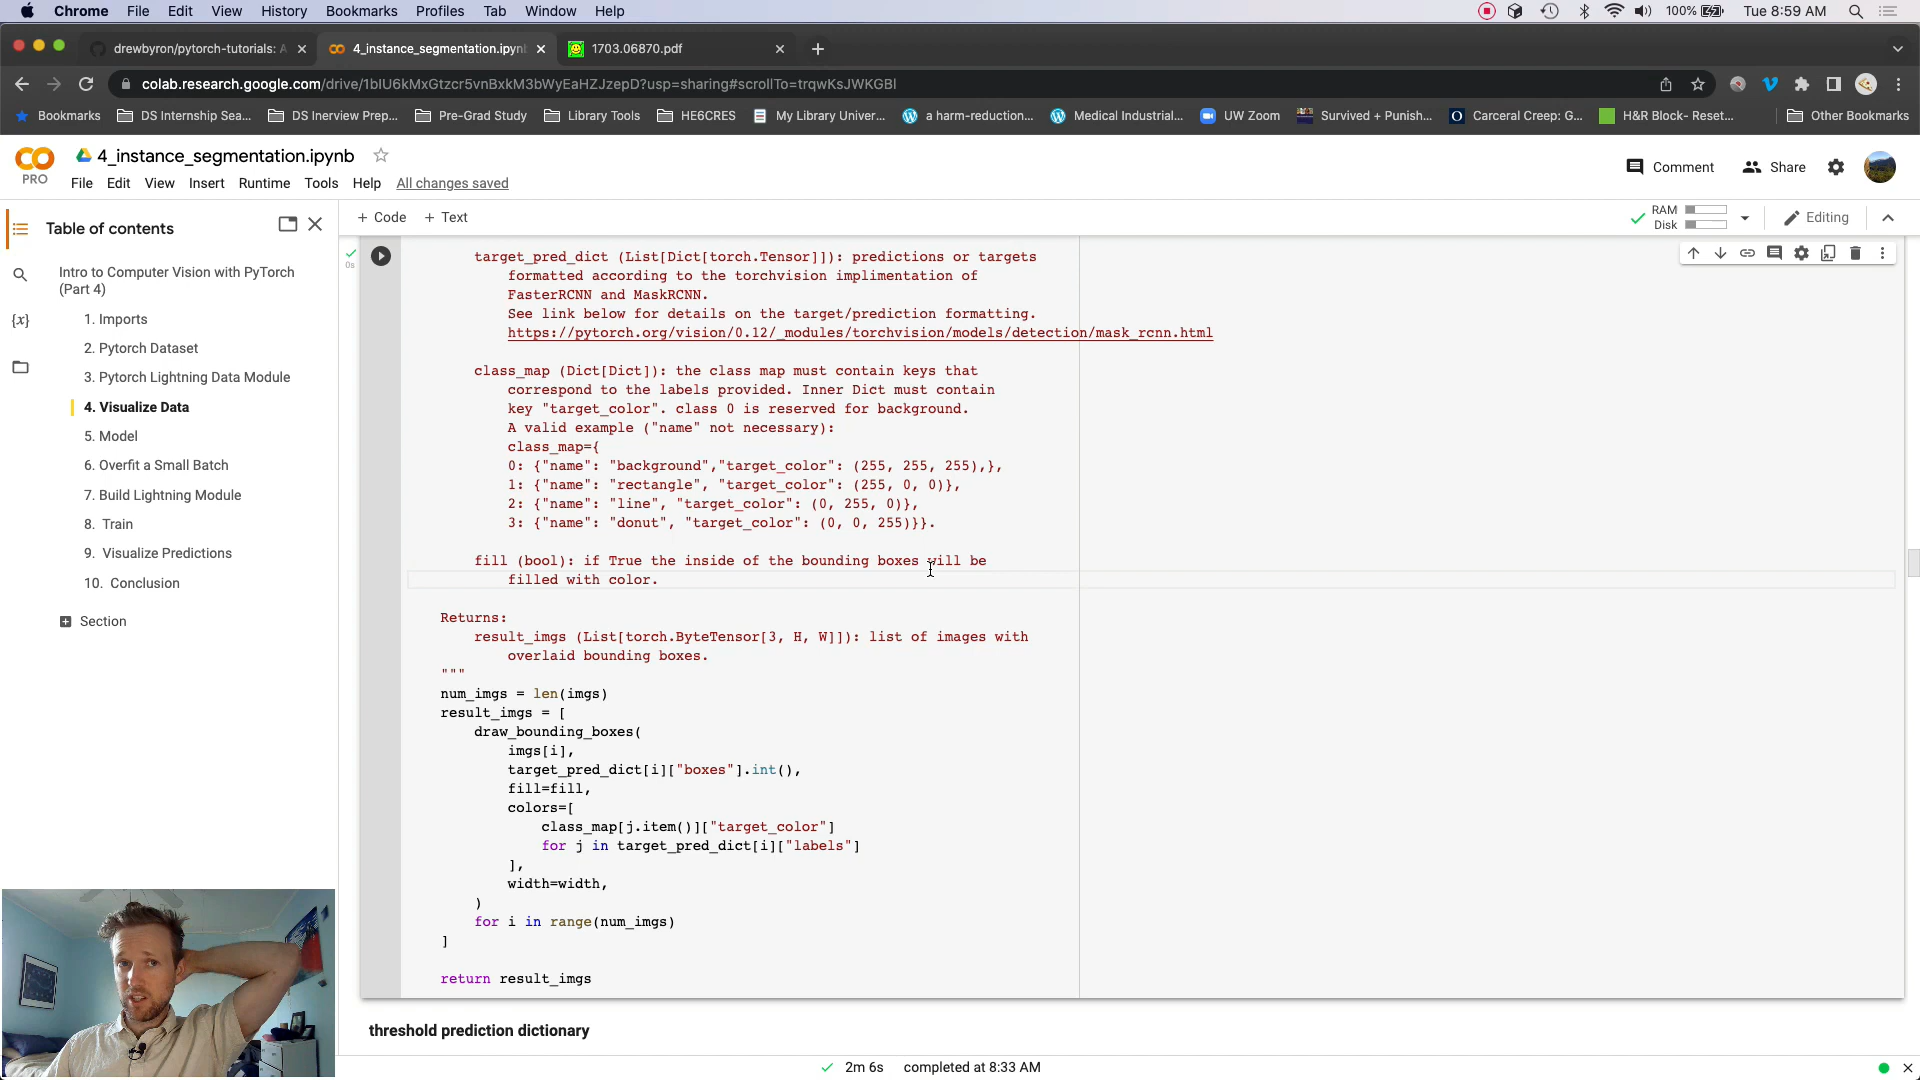 Chrome File Edit View History Bookmarks Profiles Tab Window Help 100% Tue 8:59 AM
drewbyron/pytorch-tutorials: A 4_instance_segmentation.ipyn 1703.06870.pdf
colab.research.google.com/drive/1bIU6kMxGtzcr5vnBxkM3bWyEaHZJzepD?usp=sharing#scrollTo=trqwKsJWKGBl
Bookmarks DS Internship Sea... DS Inerview Prep... Pre-Grad Study Library Tools HE6CRES My Library Univer... a harm-reduction... Medical Industrial... UW Zoom Survived + Punish... Carceral Creep: G... H&R Block- Reset... Other Bookmarks
4_instance_segmentation.ipynb
PRO
Comment Share
File Edit View Insert Runtime Tools Help All changes saved
+ Code + Text
RAM
Disk
Editing
Table of contents
Intro to Computer Vision with PyTorch
(Part 4)
1. Imports
2. Pytorch Dataset
3. Pytorch Lightning Data Module
4. Visualize Data
5. Model
6. Overfit a Small Batch
7. Build Lightning Module
8. Train
9. Visualize Predictions
10. Conclusion
Section
{x}
0s
target_pred_dict (List[Dict[torch.Tensor]]): predictions or targets
formatted according to the torchvision implimentation of
FasterRCNN and MaskRCNN.
See link below for details on the target/prediction formatting.
https://pytorch.org/vision/0.12/_modules/torchvision/models/detection/mask_rcnn.html
class_map (Dict[Dict]): the class map must contain keys that
correspond to the labels provided. Inner Dict must contain
key "target_color". class 0 is reserved for background.
A valid example ("name" not necessary):
class_map={
0: {"name": "background","target_color": (255, 255, 255),},
1: {"name": "rectangle", "target_color": (255, 0, 0)},
2: {"name": "line", "target_color": (0, 255, 0)},
3: {"name": "donut", "target_color": (0, 0, 255)}}.
fill (bool): if True the inside of the bounding boxes will be
filled with color.
Returns:
result_imgs (List[torch.ByteTensor[3, H, W]]): list of images with
overlaid bounding boxes.
"""
num_imgs = len(imgs)
result_imgs = [
draw_bounding_boxes(
imgs[i],
target_pred_dict[i]["boxes"].int(),
fill=fill,
colors=[
class_map[j.item()]["target_color"]
for j in target_pred_dict[i]["labels"]
],
width=width,
)
for i in range(num_imgs)
]
return result_imgs
threshold prediction dictionary
2m 6s completed at 8:33 AM